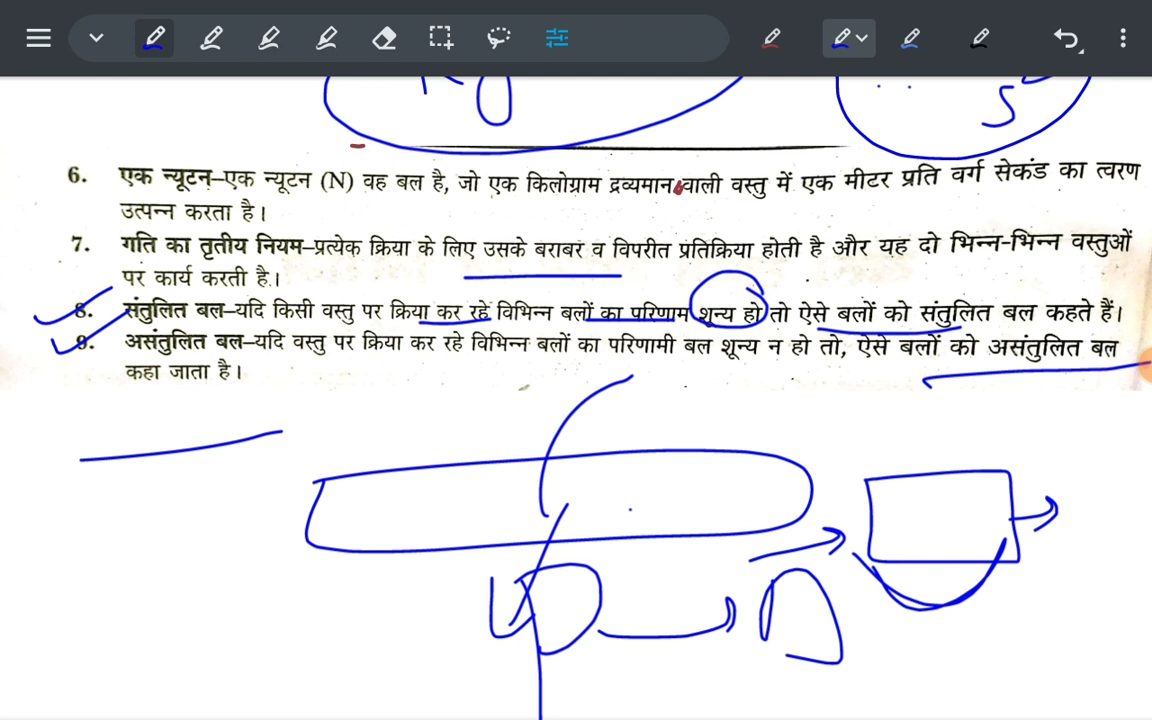 6. एक न्यूटन–एक न्यूटन (N) वह बल है, जो एक किलोग्राम द्रव्यमान वाली वस्तु में एक मीटर प्रति वर्ग सेकंड का त्वरण
उत्पन्न करता है।
7. गति का तृतीय नियम–प्रत्येक क्रिया के लिए उसके बराबर व विपरीत प्रतिक्रिया होती है और यह दो भिन्न-भिन्न वस्तुओं
पर कार्य करती है।
8. संतुलित बल–यदि किसी वस्तु पर क्रिया कर रहे विभिन्न बलों का परिणाम शून्य हो तो ऐसे बलों को संतुलित बल कहते हैं।
9. असंतुलित बल–यदि वस्तु पर क्रिया कर रहे विभिन्न बलों का परिणामी बल शून्य न हो तो, ऐसे बलों को असंतुलित बल
कहा जाता है।